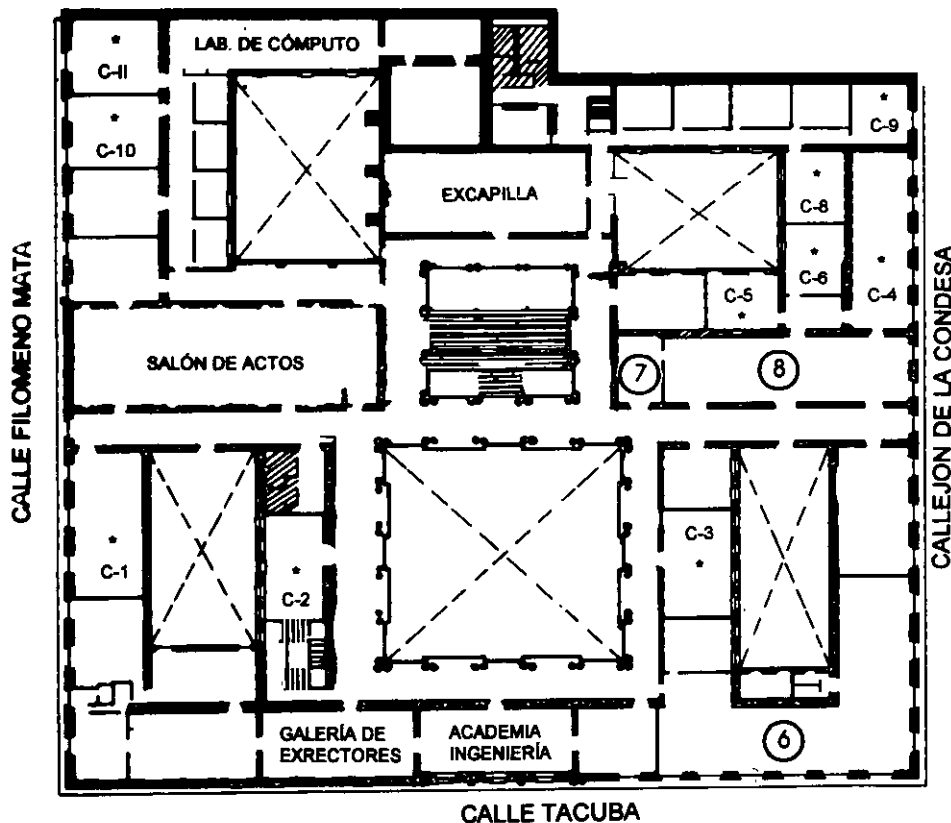 LAB. DE CÓMPUTO
C-II
C-10
C-9
EXCAPILLA
C-8
C-6
C-5
C-4
SALÓN DE ACTOS
7
8
CALLE FILOMENO MATA
CALLEJON DE LA CONDESA
C-1
C-2
C-3
GALERÍA DE
EXRECTORES
ACADEMIA
INGENIERÍA
6
CALLE TACUBA